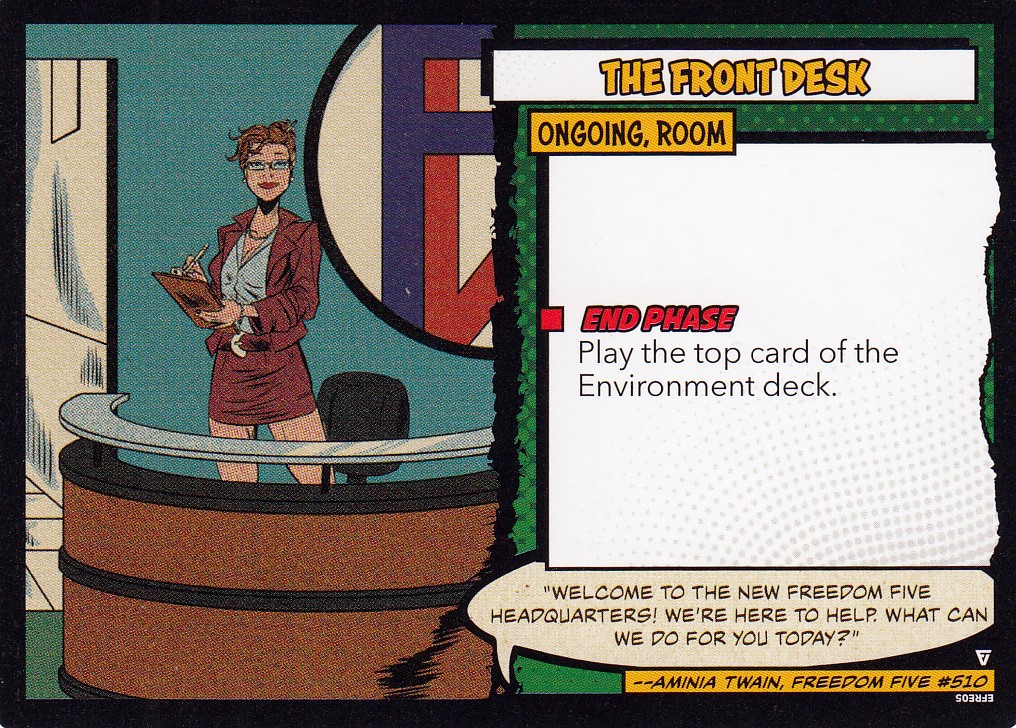 THE FRONT DESK
ONGOING, ROOM
END PHASE
Play the top card of the
Environment deck.
"WELCOME TO THE NEW FREEDOM FIVE
HEADQUARTERS! WE'RE HERE TO HELP. WHAT CAN
WE DO FOR YOU TODAY?"
--AMINIA TWAIN, FREEDOM FIVE #510
EFRE05